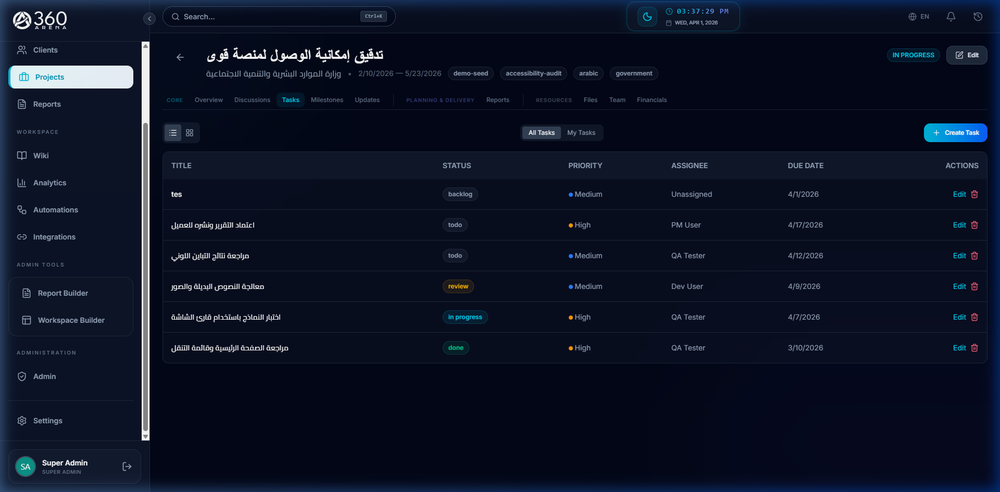 360
ARENA
Clients
Projects
Reports
WORKSPACE
Wiki
Analytics
Automations
Integrations
ADMIN TOOLS
Report Builder
Workspace Builder
ADMINISTRATION
Admin
Settings
SA
Super Admin
SUPER ADMIN
Search... Ctrl+K
03:37:29 PM
WED, APR 1, 2026
EN
تدقيق إمكانية الوصول لمنصة قوى
IN PROGRESS Edit
وزارة الموارد البشرية والتنمية الاجتماعية • 2/10/2026 — 5/23/2026 demo-seed accessibility-audit arabic government
CORE Overview Discussions Tasks Milestones Updates PLANNING & DELIVERY Reports RESOURCES Files Team Financials
All Tasks My Tasks Create Task
TITLE STATUS PRIORITY ASSIGNEE DUE DATE ACTIONS
tes backlog Medium Unassigned 4/1/2026 Edit
اعتماد التقرير ونشره للعميل todo High PM User 4/17/2026 Edit
مراجعة نتائج التباين اللوني todo Medium QA Tester 4/12/2026 Edit
معالجة النصوص البديلة والصور review Medium Dev User 4/9/2026 Edit
اختبار النماذج باستخدام قارئ الشاشة in progress High QA Tester 4/7/2026 Edit
مراجعة الصفحة الرئيسية وقائمة التنقل done High QA Tester 3/10/2026 Edit